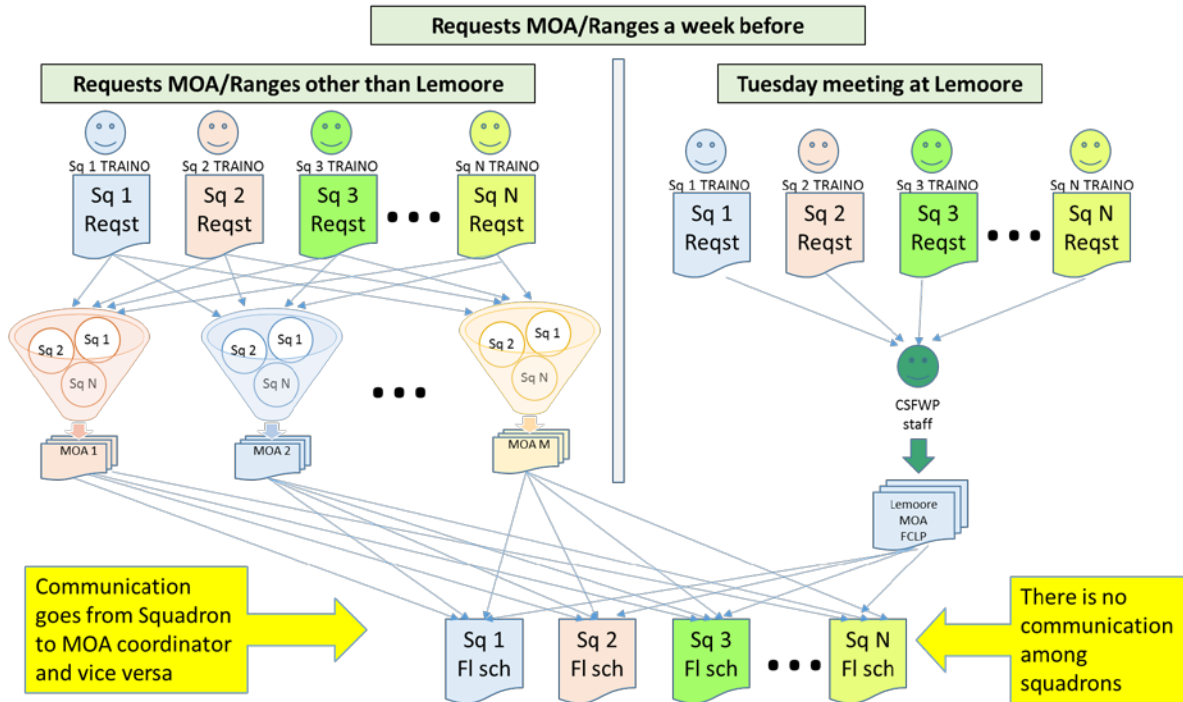 Requests MOA/Ranges a week before
Requests MOA/Ranges other than Lemoore
Tuesday meeting at Lemoore
Sq 1 TRAINO
Sq 2 TRAINO
Sq 3 TRAINO
Sq N TRAINO
Sq 1
Reqst
Sq 2
Reqst
Sq 3
Reqst
Sq N
Reqst
Sq 1 TRAINO
Sq 2 TRAINO
Sq 3 TRAINO
Sq N TRAINO
Sq 1
Reqst
Sq 2
Reqst
Sq 3
Reqst
Sq N
Reqst
Sq 2
Sq 1
Sq N
Sq 2
Sq 1
Sq N
Sq 2
Sq 1
Sq N
MOA 1
MOA 2
MOA M
CSFWP
staff
Lemoore
MOA
FCLP
Communication
goes from Squadron
to MOA coordinator
and vice versa
Sq 1
Fl sch
Sq 2
Fl sch
Sq 3
Fl sch
Sq N
Fl sch
There is no
communication
among
squadrons